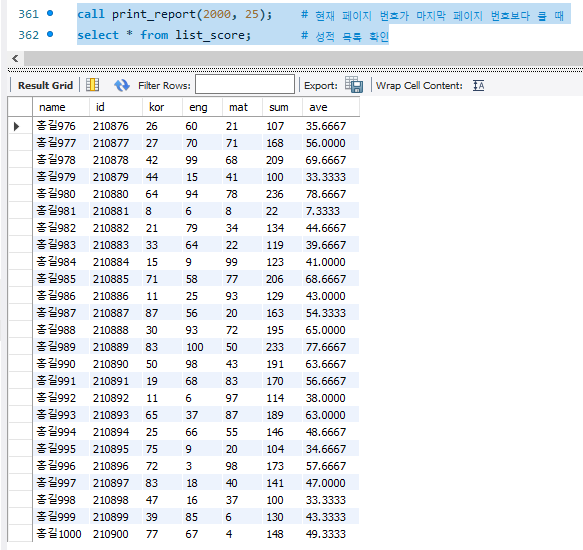 361 call print_report(2000, 25); # 현재 페이지 번호가 마지막 페이지 번호보다 클 때
362 select * from list_score; # 성적 목록 확인
Result Grid Filter Rows: Export: Wrap Cell Content:
name id kor eng mat sum ave
홍길976 210876 26 60 21 107 35.6667
홍길977 210877 27 70 71 168 56.0000
홍길978 210878 42 99 68 209 69.6667
홍길979 210879 44 15 41 100 33.3333
홍길980 210880 64 94 78 236 78.6667
홍길981 210881 8 6 8 22 7.3333
홍길982 210882 21 79 34 134 44.6667
홍길983 210883 33 64 22 119 39.6667
홍길984 210884 15 9 99 123 41.0000
홍길985 210885 71 58 77 206 68.6667
홍길986 210886 11 25 93 129 43.0000
홍길987 210887 87 56 20 163 54.3333
홍길988 210888 30 93 72 195 65.0000
홍길989 210889 83 100 50 233 77.6667
홍길990 210890 50 98 43 191 63.6667
홍길991 210891 19 68 83 170 56.6667
홍길992 210892 11 6 97 114 38.0000
홍길993 210893 65 37 87 189 63.0000
홍길994 210894 25 66 55 146 48.6667
홍길995 210895 75 9 20 104 34.6667
홍길996 210896 72 3 98 173 57.6667
홍길997 210897 83 18 40 141 47.0000
홍길998 210898 47 16 37 100 33.3333
홍길999 210899 39 85 6 130 43.3333
홍길1000 210900 77 67 4 148 49.3333